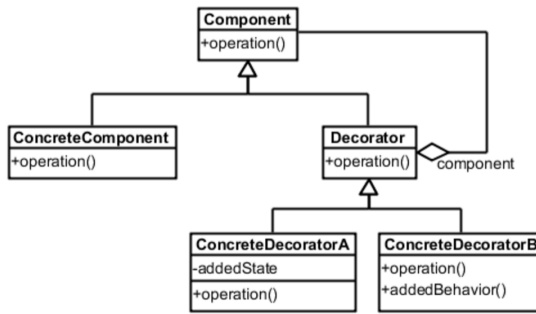 Component
+operation()
ConcreteComponent
+operation()
Decorator
+operation()
component
ConcreteDecoratorA
-addedState
+operation()
ConcreteDecoratorB
+operation()
+addedBehavior()